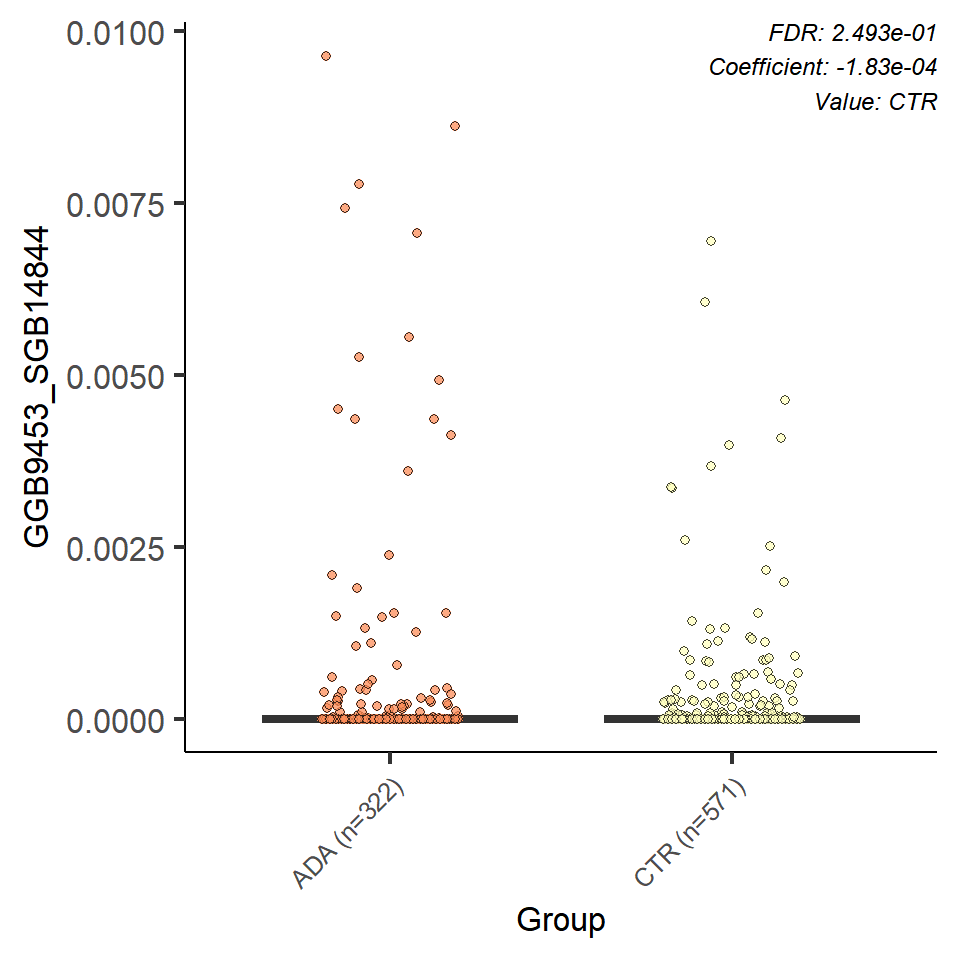 FDR: 2.493e-01
Coefficient: -1.83e-04
Value: CTR
0.0100
0.0075
0.0050
0.0025
0.0000
GGB9453_SGB14844
ADA (n=322)
CTR (n=571)
Group